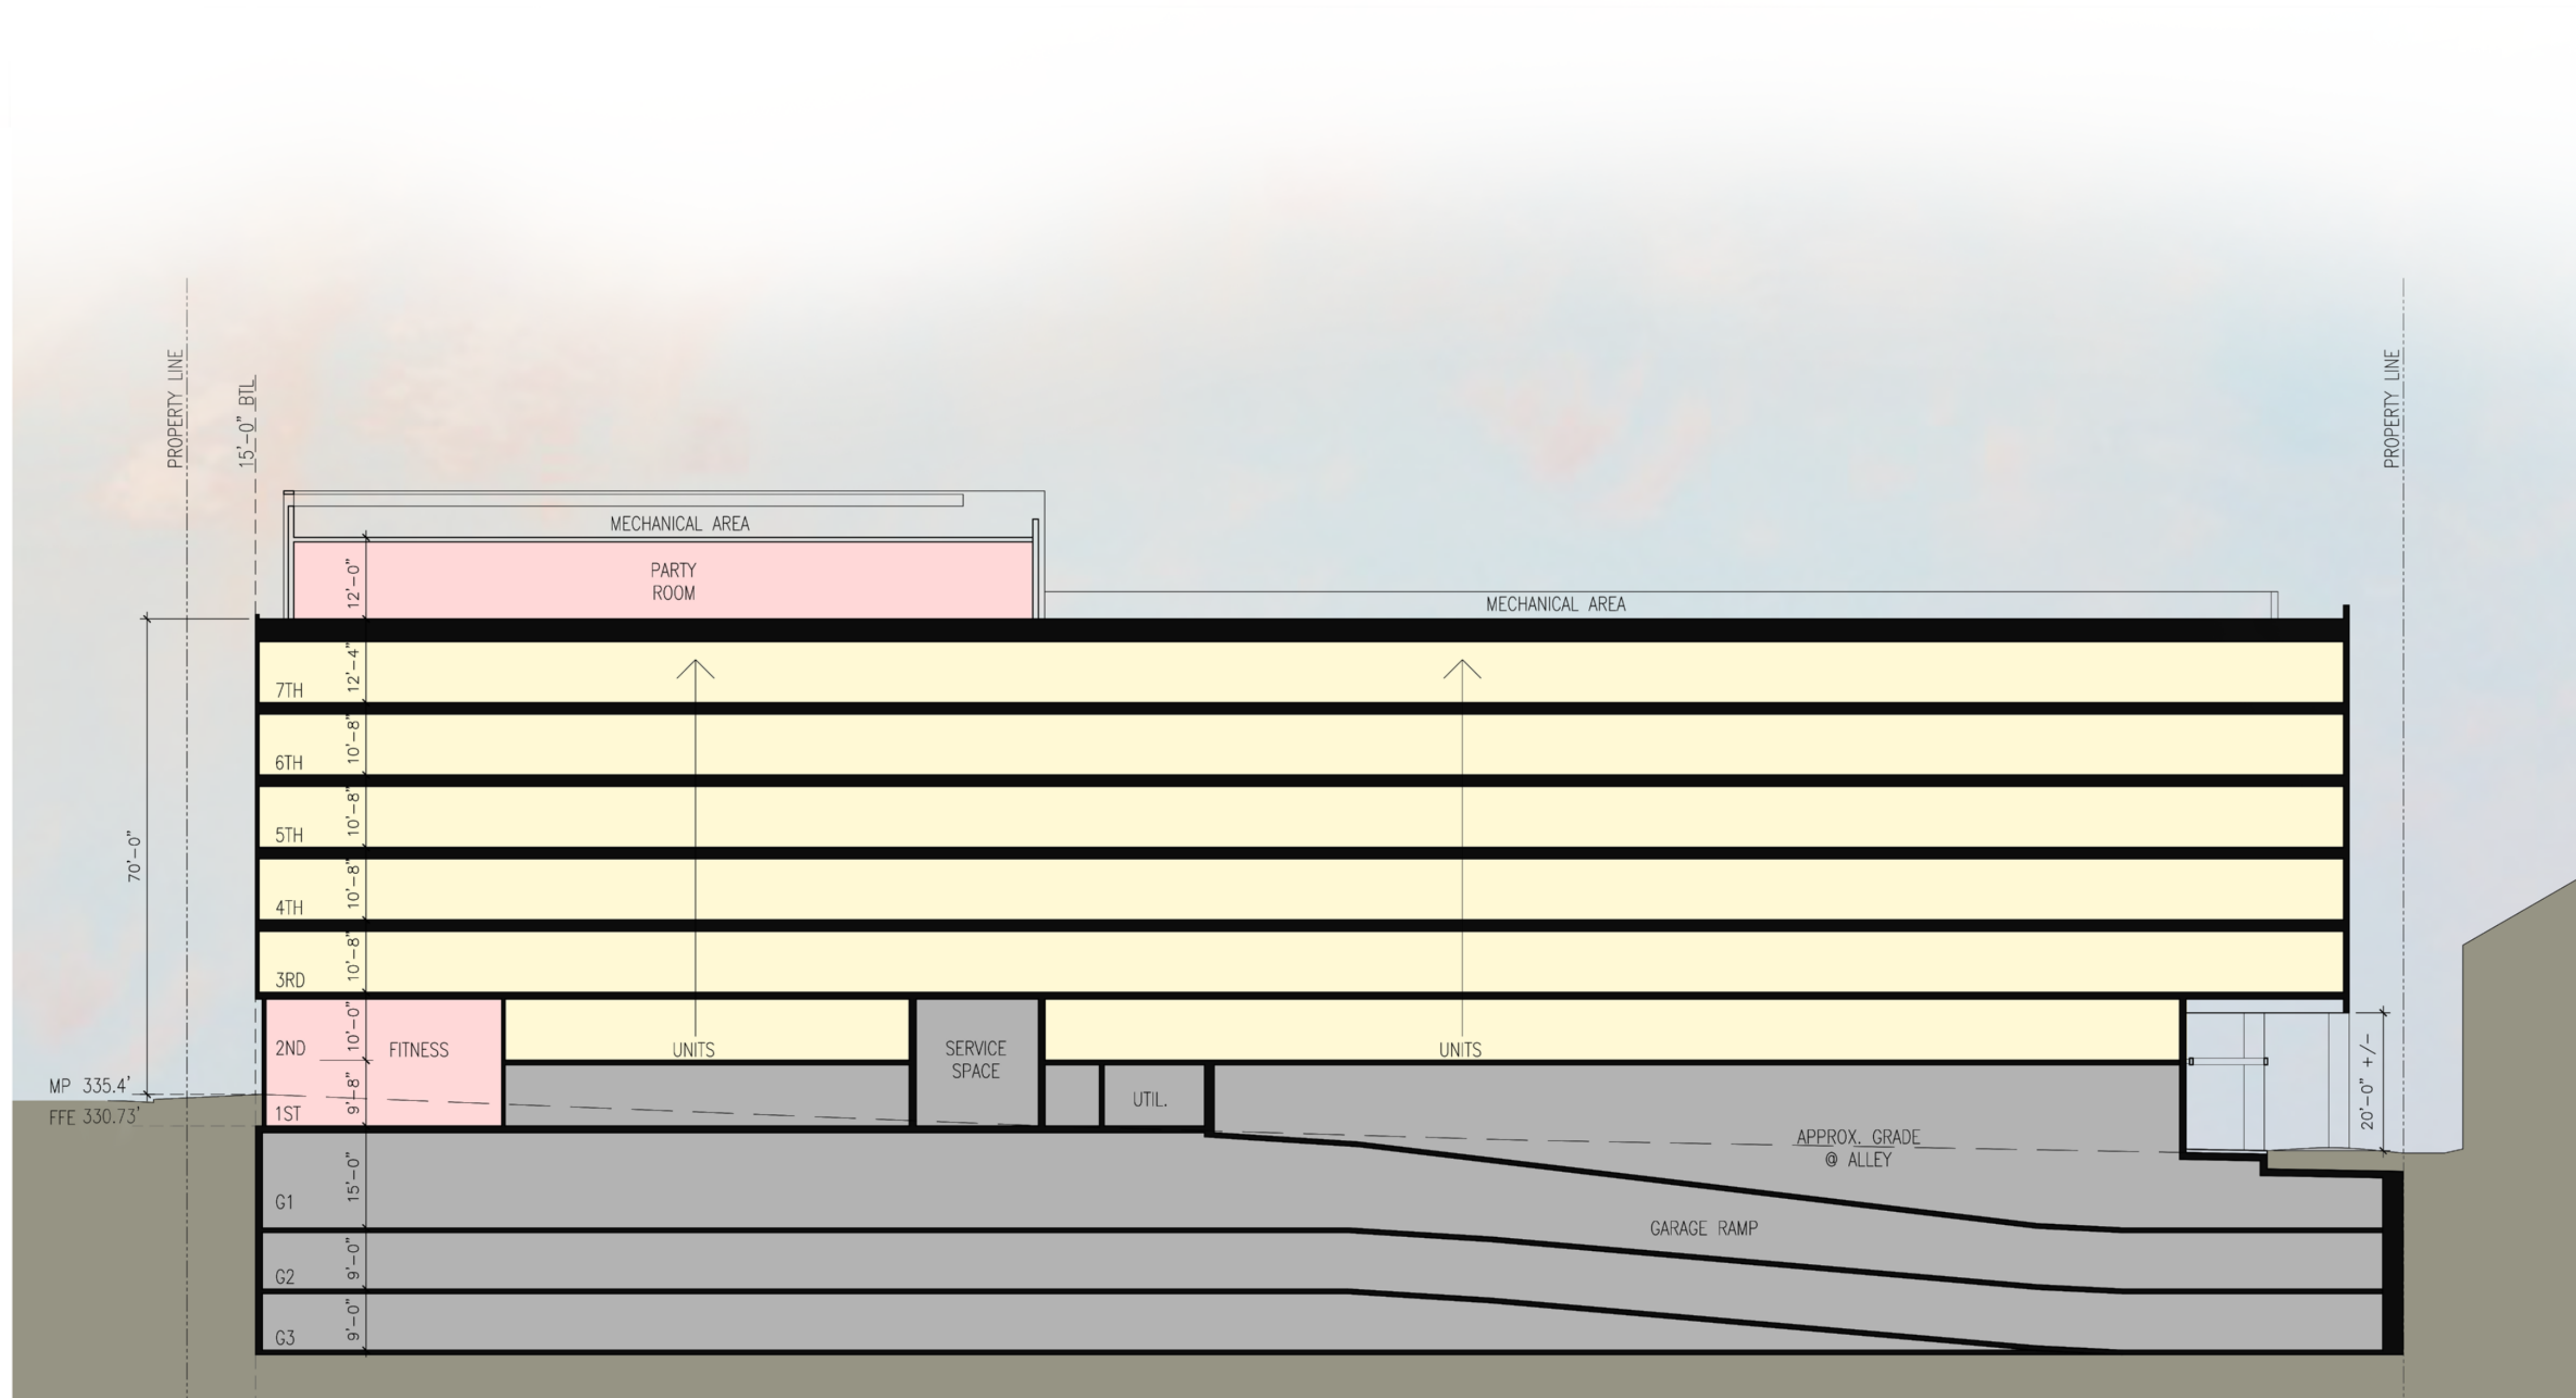 PROPERTY LINE
15'-0" BTL
PROPERTY LINE
MECHANICAL AREA
PARTY
ROOM
12'-0"
MECHANICAL AREA
7TH
12'-4"
6TH
10'-8"
5TH
10'-8"
70'-0"
4TH
10'-8"
3RD
10'-8"
2ND
10'-0"
FITNESS
UNITS
SERVICE
SPACE
UNITS
20'-0" +/-
MP 335.4'
FFE 330.73'
1ST
9'-8"
UTIL.
APPROX. GRADE
@ ALLEY
G1
15'-0"
GARAGE RAMP
G2
9'-0"
G3
9'-0"